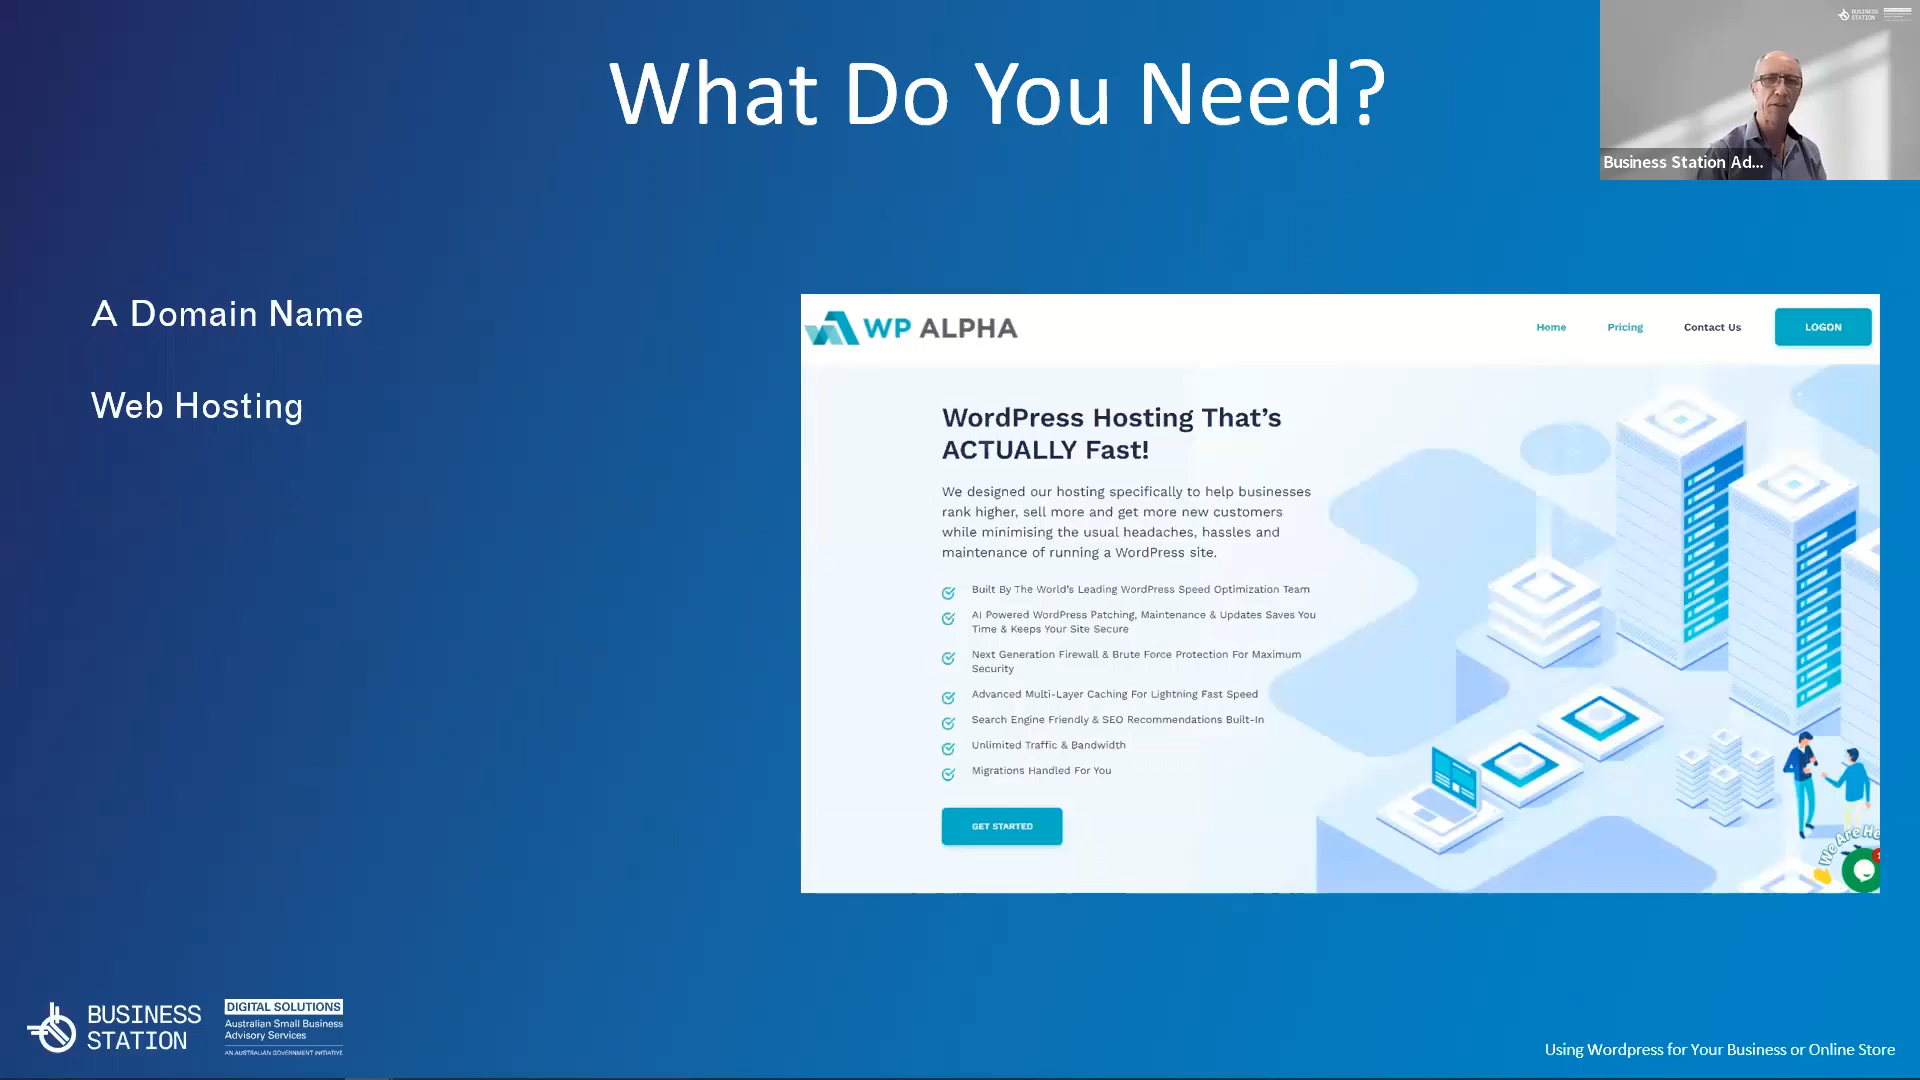 What Do You Need?
BUSINESS
STATION
Business Station Ad...
A Domain Name
Web Hosting
WP ALPHA
Home
Pricing
Contact Us
LOGON
WordPress Hosting That's
ACTUALLY Fast!
We designed our hosting specifically to help businesses
rank higher, sell more and get more new customers
while minimising the usual headaches, hassles and
maintenance of running a WordPress site.
Built By The World's Leading WordPress Speed Optimization Team
AI Powered WordPress Patching, Maintenance & Updates Saves You
Time & Keeps Your Site Secure
Next Generation Firewall & Brute Force Protection For Maximum
Security
Advanced Multi-Layer Caching For Lightning Fast Speed
Search Engine Friendly & SEO Recommendations Built-In
Unlimited Traffic & Bandwidth
Migrations Handled For You
GET STARTED
We Are He
BUSINESS
STATION
DIGITAL SOLUTIONS
Australian Small Business
Advisory Services
AN AUSTRALIAN GOVERNMENT INITIATIVE
Using Wordpress for Your Business or Online Store